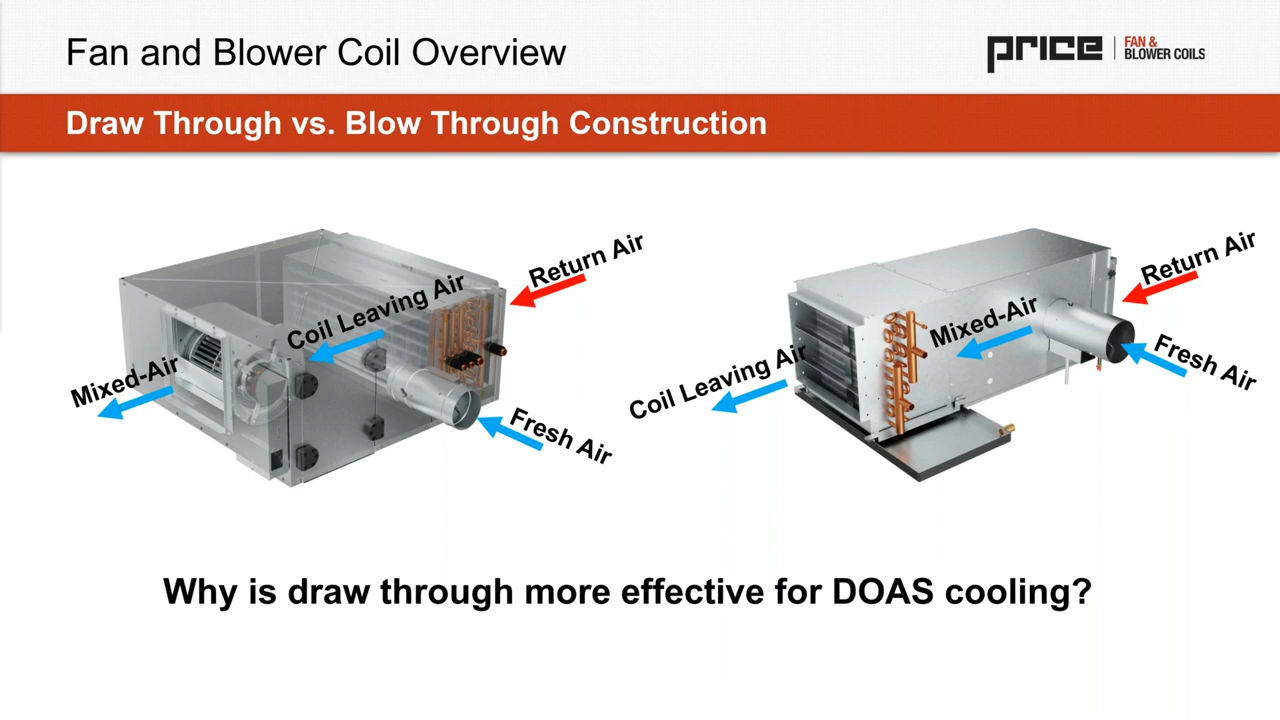 Fan and Blower Coil Overview
price
FAN &
BLOWER COILS
Draw Through vs. Blow Through Construction
Return Air
Coil Leaving Air
Mixed-Air
Fresh Air
Return Air
Mixed-Air
Fresh Air
Coil Leaving Air
Why is draw through more effective for DOAS cooling?